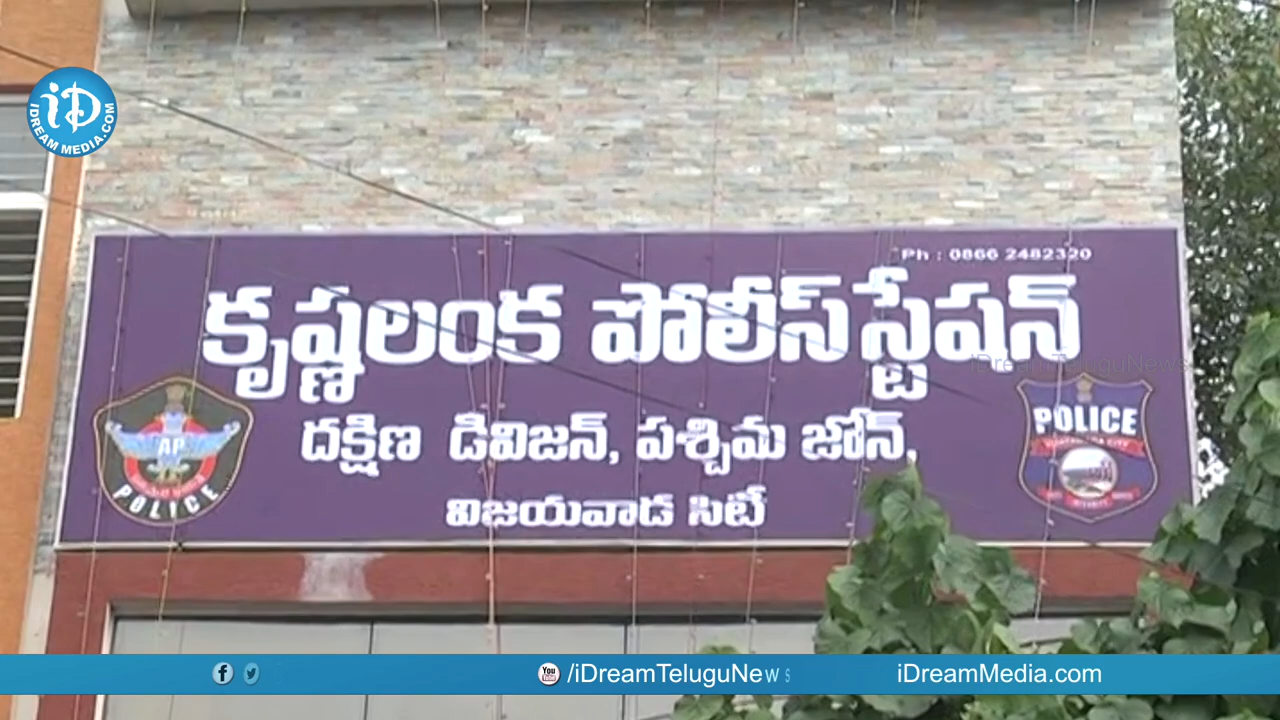 iD
IDREAM MEDIA.COM
Ph : 0866 2482320
కృష్ణలంక పోలీస్ స్టేషన్
iDreamTeluguNews
దక్షిణ డివిజన్, పశ్చిమ జోన్,
విజయవాడ సిటీ
AP
POLICE
POLICE
/iDreamTeluguNews
iDreamMedia.com